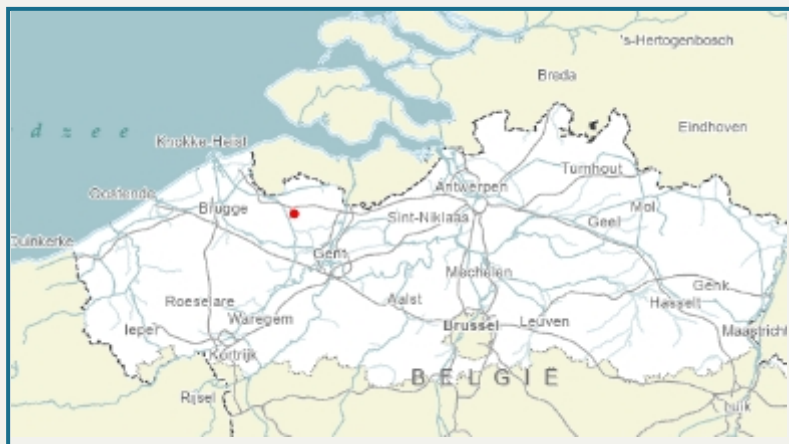 's-Hertogenbosch
Breda
d z e e
Eindhoven
Knokke-Heist
Turnhout
Antwerpen
Oostende
Brugge
Mol
Sint-Niklaas
Geel
Duinkerke
Gent
Mechelen
Genk
Roeselare
Aalst
Hasselt
Ieper
Waregem
Brussel
Leuven
Maastricht
Kortrijk
BELGIË
Rijsel
Luik